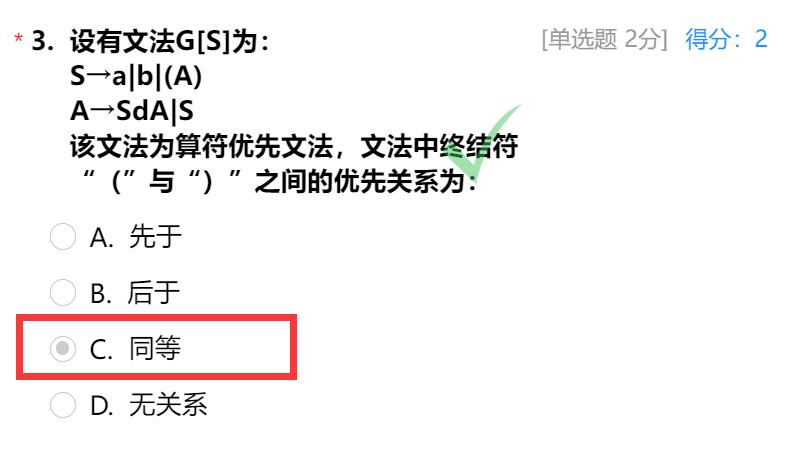 * 3. 设有文法G[S]为： [单选题 2分] 得分：2
S→a|b|(A)
A→SdA|S
该文法为算符优先文法，文法中终结符
“（”与“）”之间的优先关系为：
A. 先于
B. 后于
C. 同等
D. 无关系